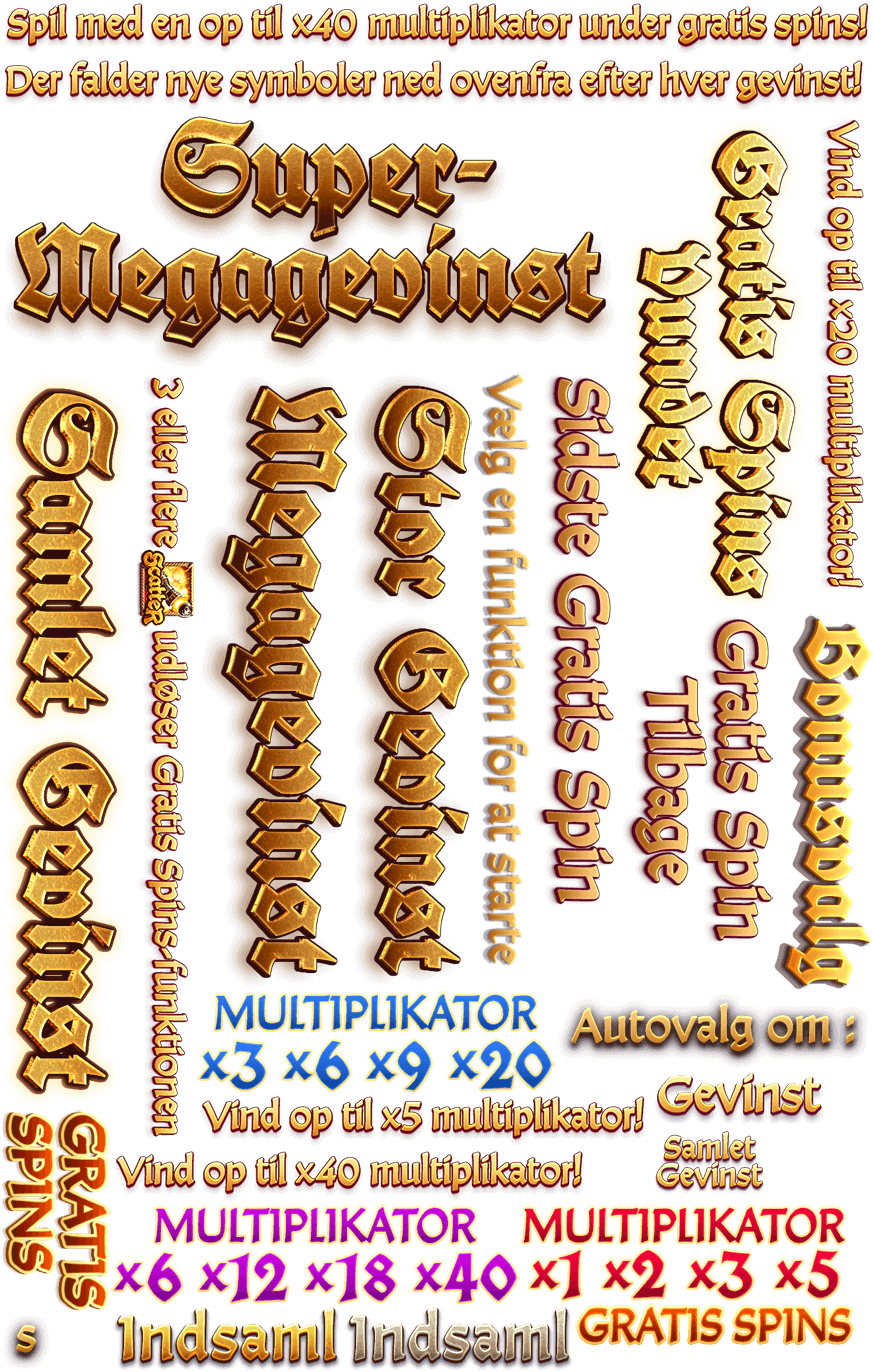 Spil med en op til x40 multiplikator under gratis spins!
Der falder nye symboler ned ovenfra efter hver gevinst!
Super-
Megagevinst
Gratis Spins
Vundet
Vind op til x20 multiplikator!
Samlet Gevinst
3 eller flere SCATTER udløser Gratis Spins-funktionen
Megagevinst
Stor Gevinst
Vælg en funktion for at starte
Sidste Gratis Spin
Gratis Spin
Tilbage
Bonusvalg
MULTIPLIKATOR
x3 x6 x9 x20
Autovalg om :
Vind op til x5 multiplikator!
Gevinst
Samlet
Gevinst
Vind op til x40 multiplikator!
GRATIS
SPINS
MULTIPLIKATOR
x6 x12 x18 x40
MULTIPLIKATOR
x1 x2 x3 x5
s
Indsaml
Indsaml
GRATIS SPINS